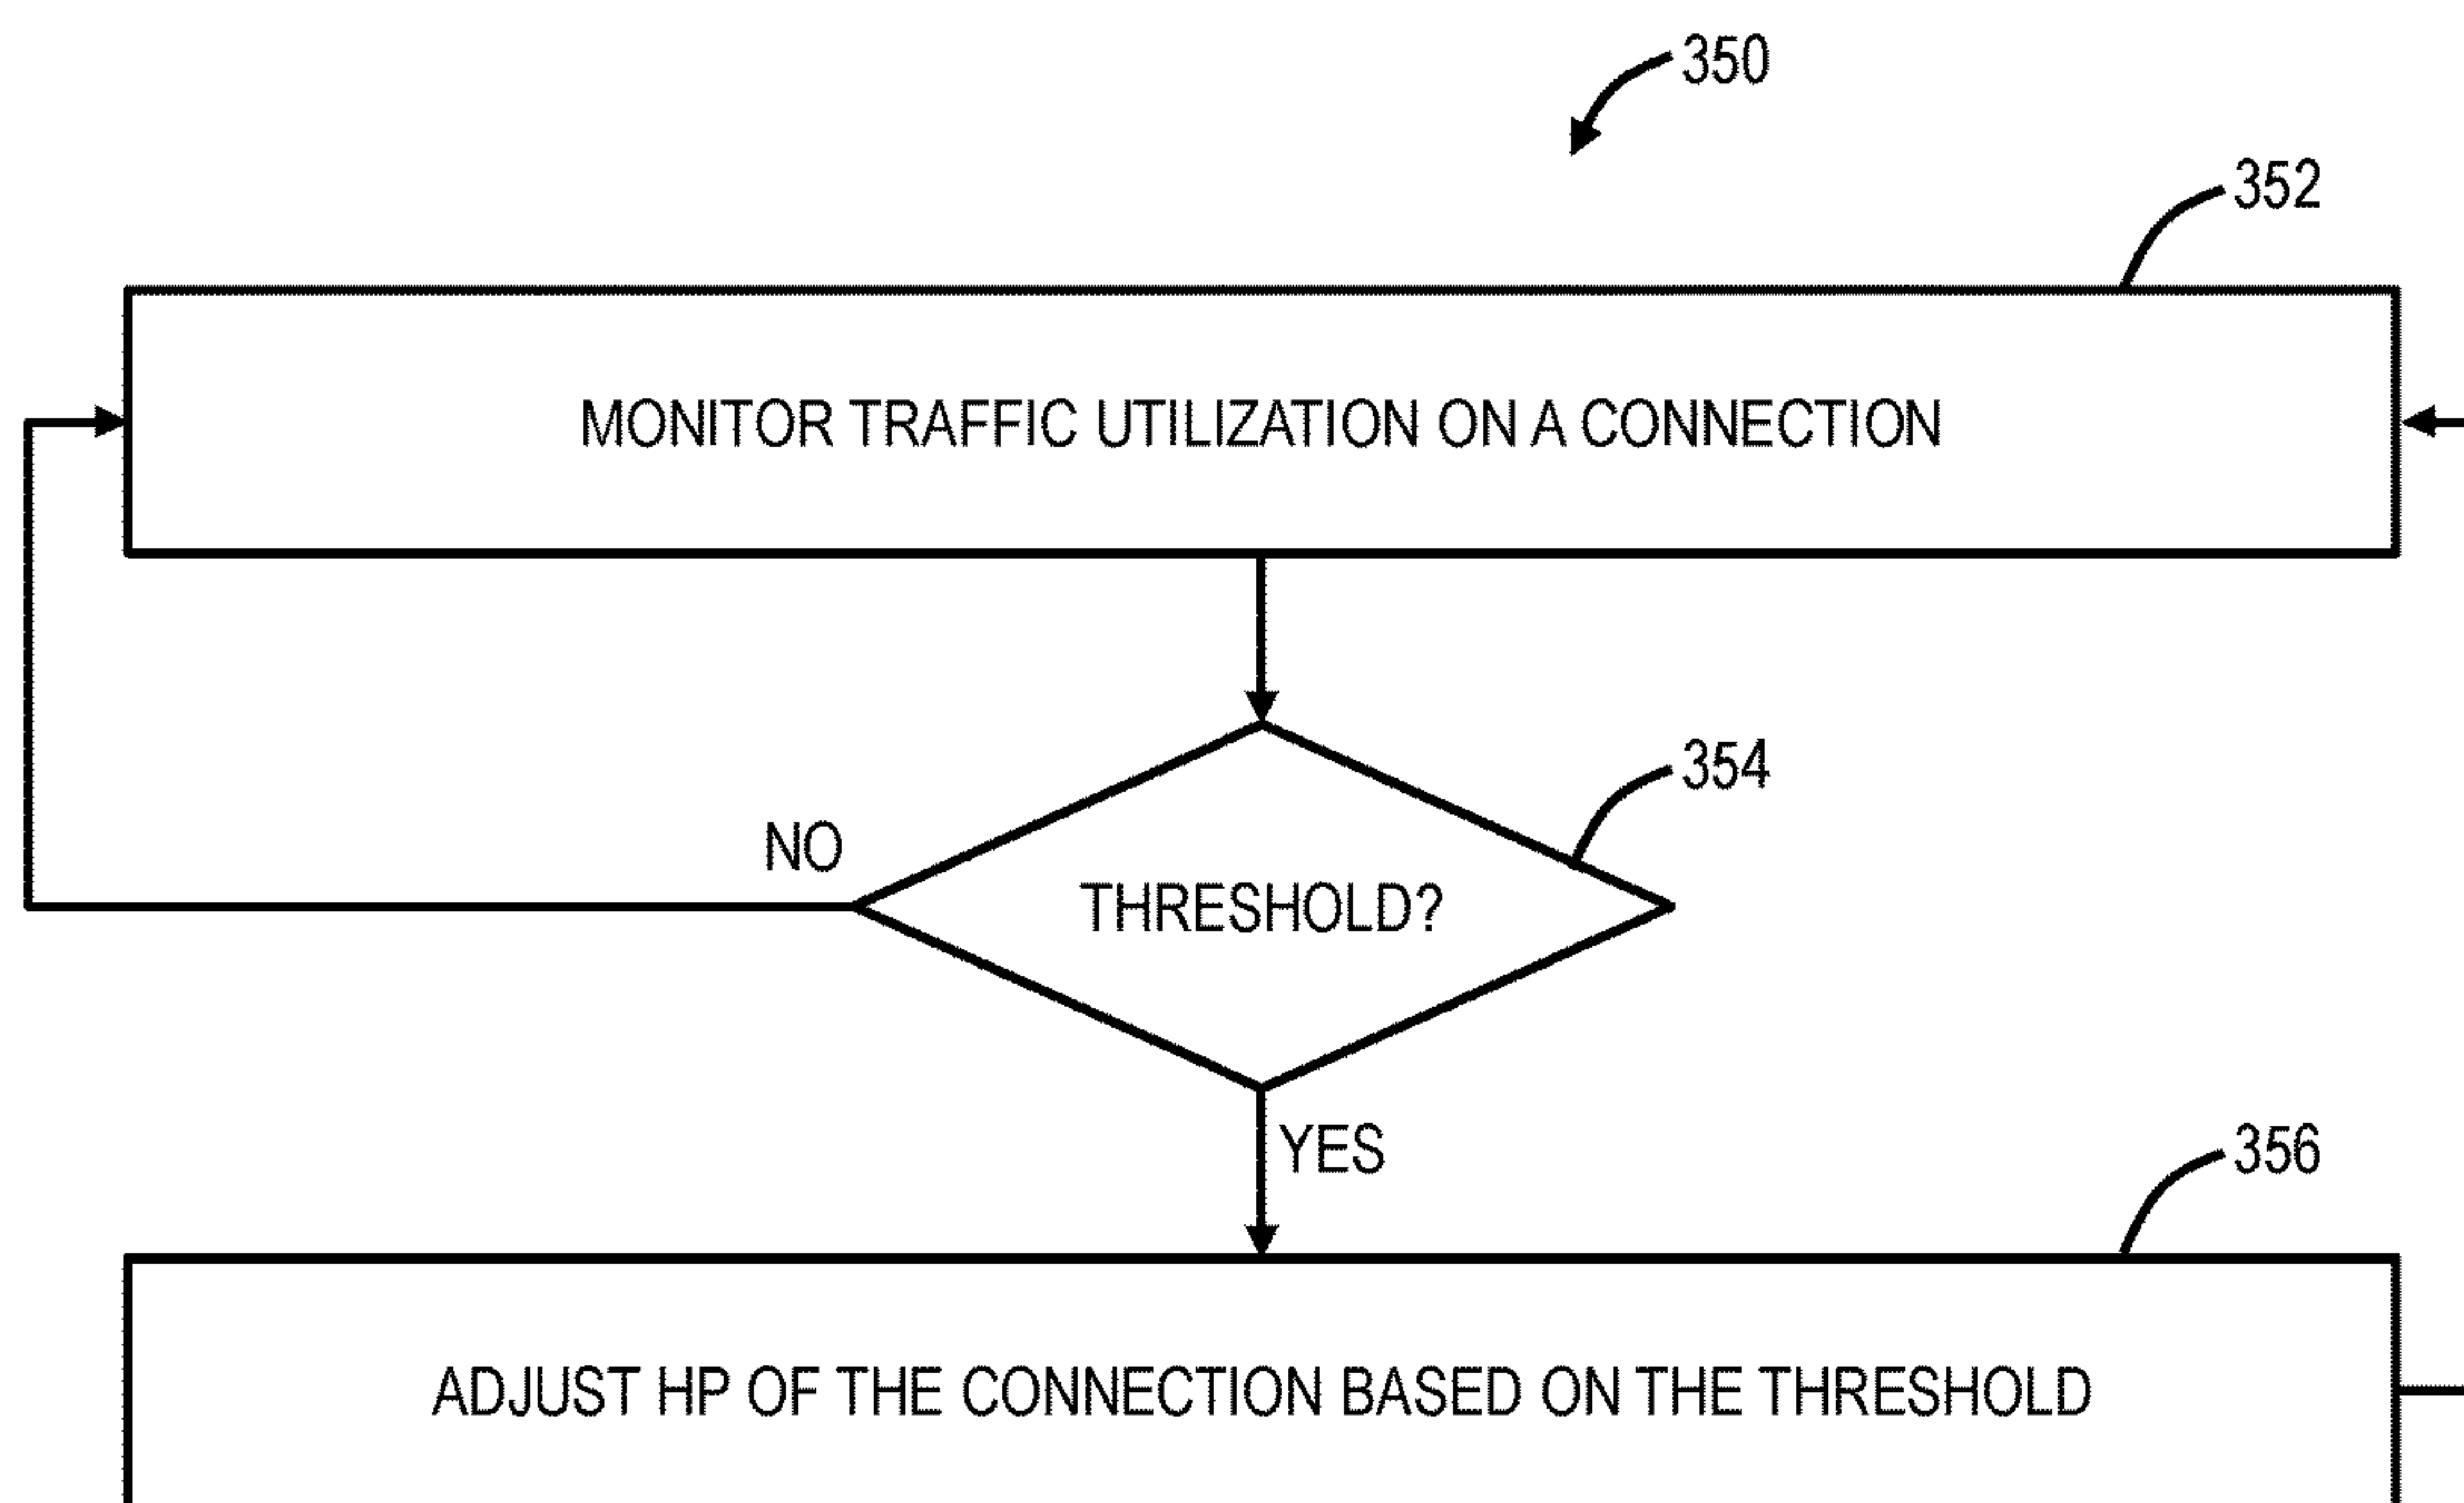 350
352
MONITOR TRAFFIC UTILIZATION ON A CONNECTION
354
NO
THRESHOLD?
YES
356
ADJUST HP OF THE CONNECTION BASED ON THE THRESHOLD